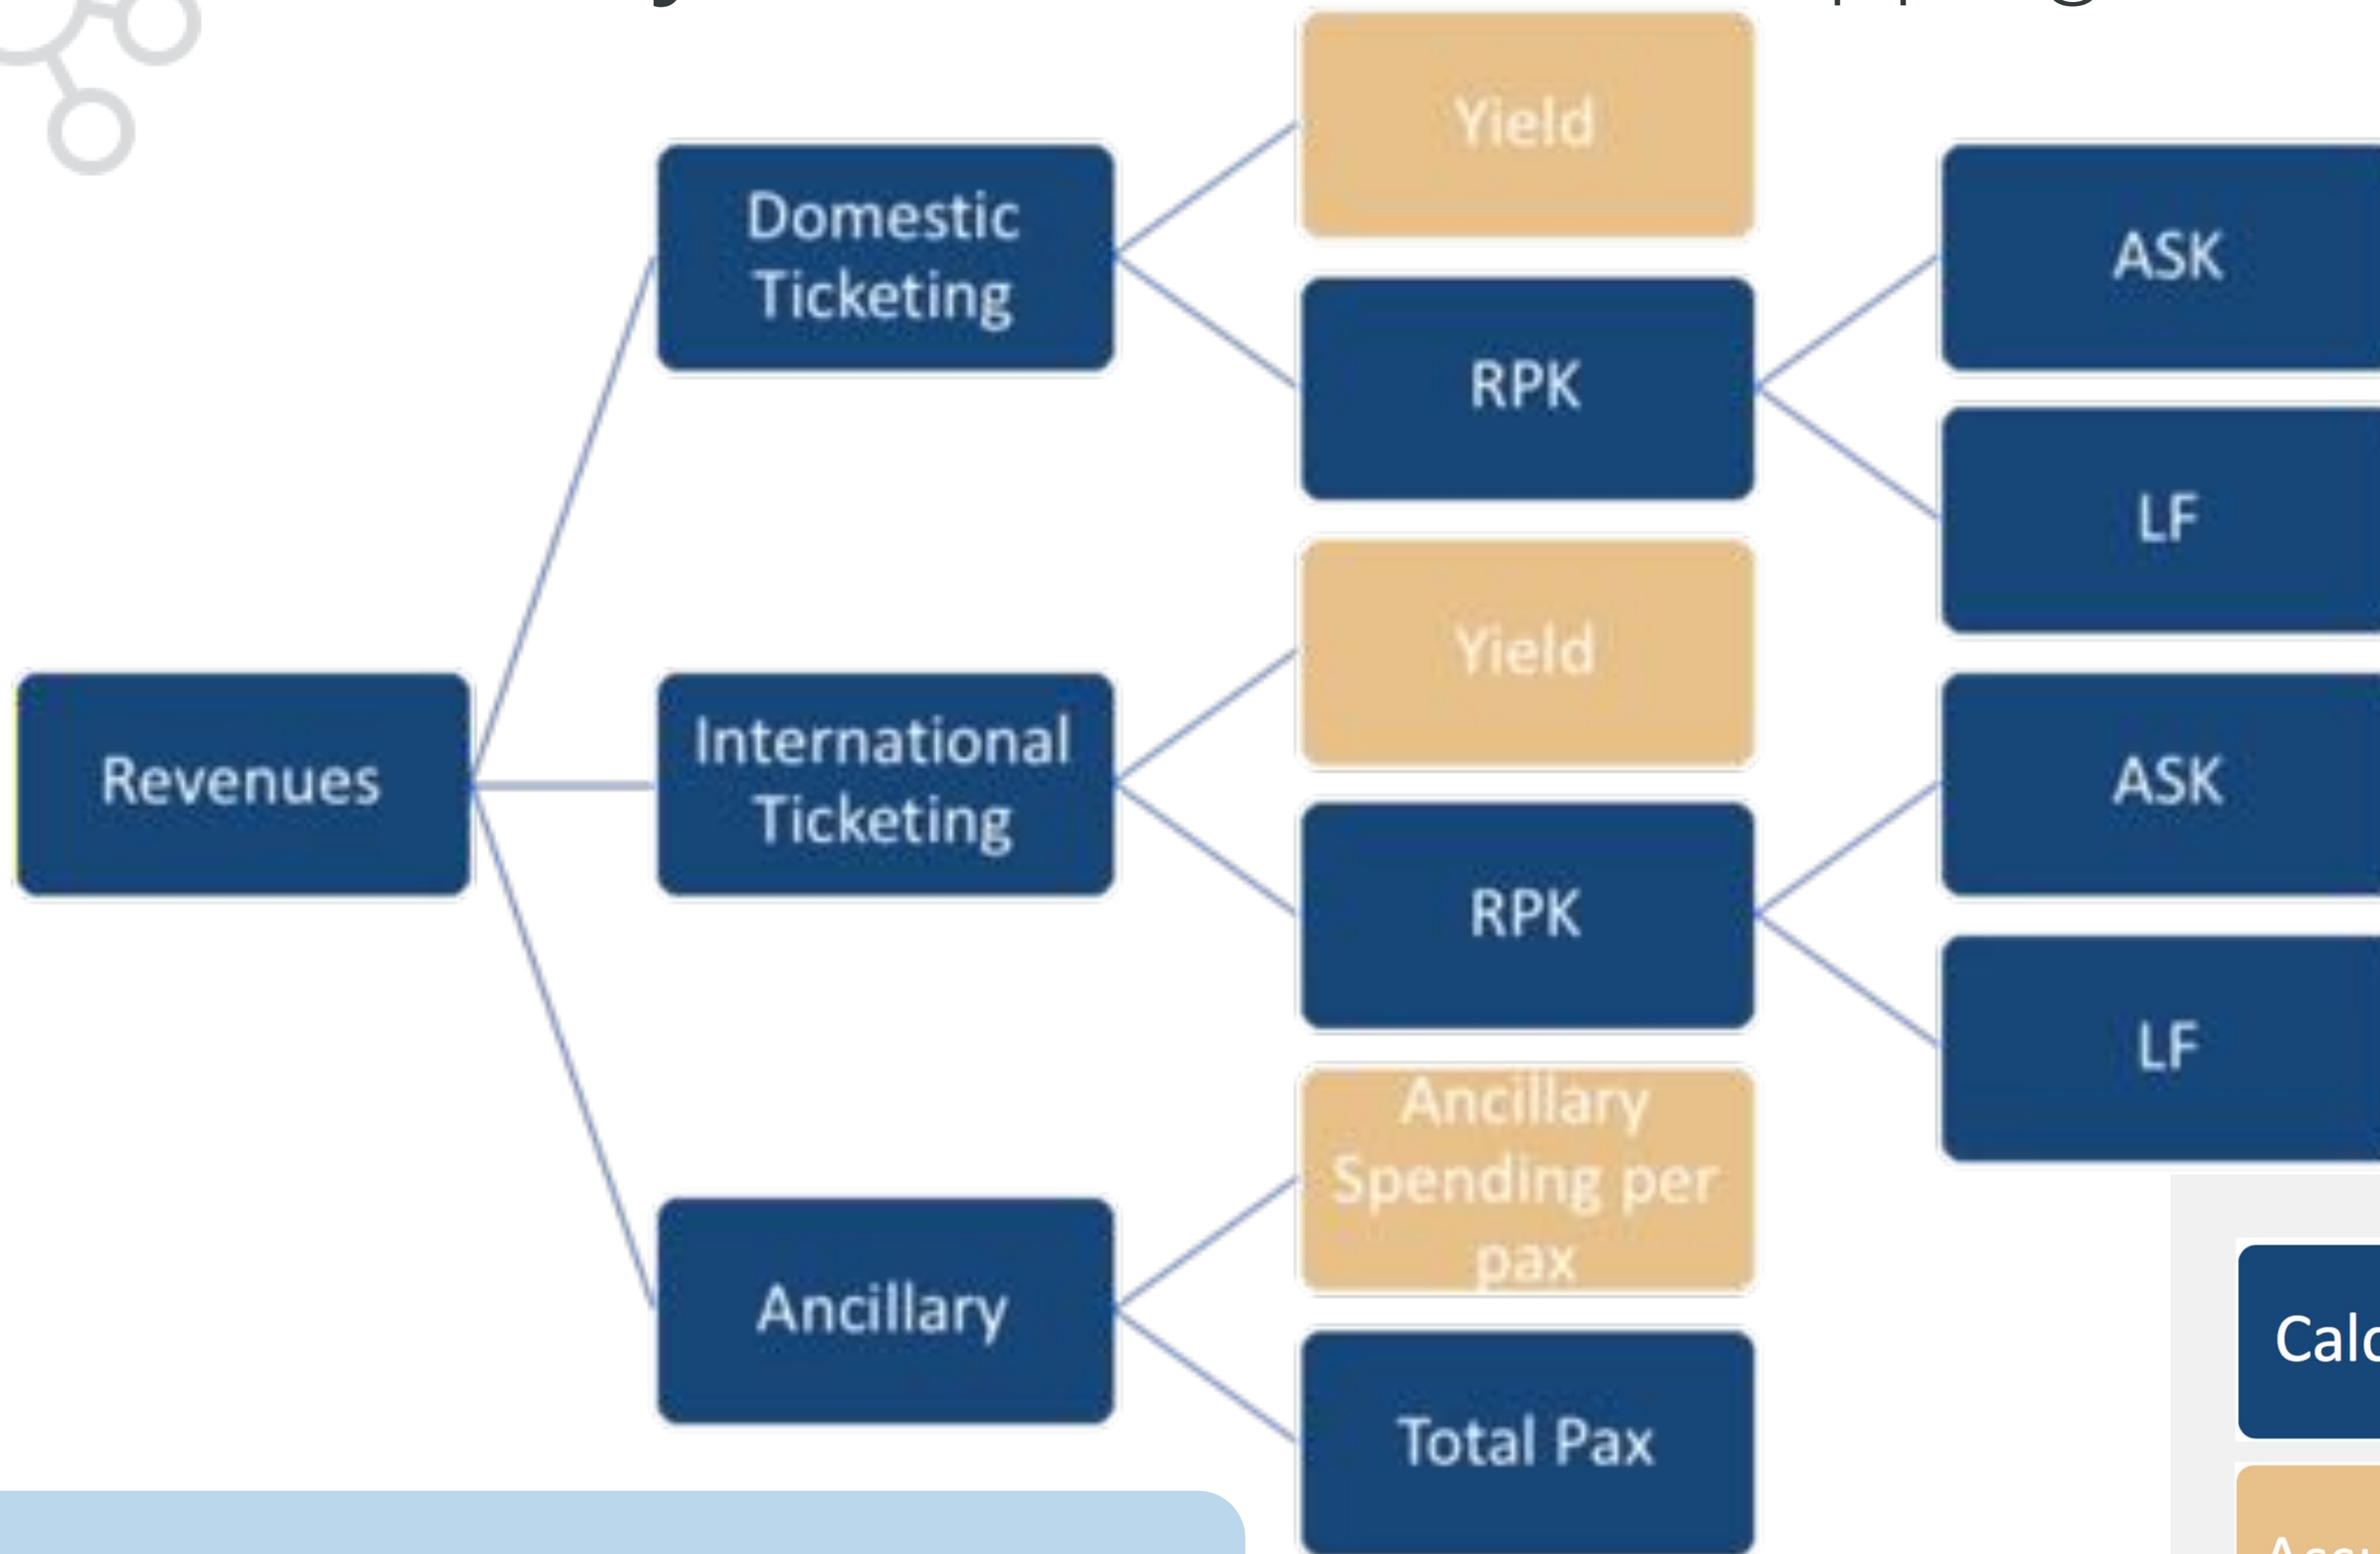 Yield
Domestic
Ticketing
ASK
RPK
LF
Yield
International
Ticketing
Revenues
ASK
RPK
LF
Ancillary
Spending per
pax
Ancillary
Total Pax